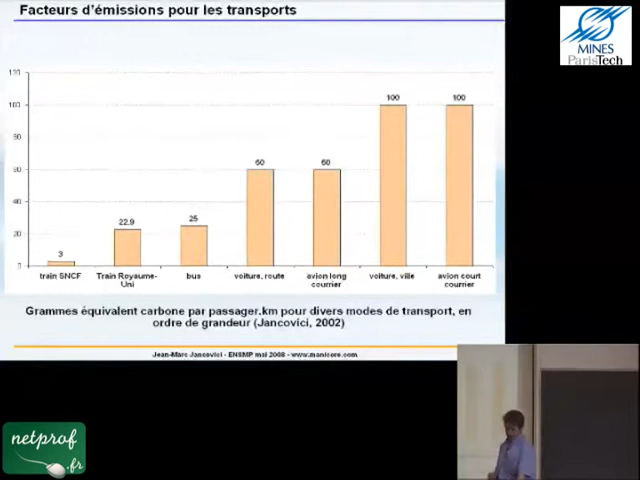 Facteurs d'émissions pour les transports
MINES
ParisTech
120
100
80
60
40
20
0
3
22.9
25
60
60
100
100
train SNCF
Train Royaume-
Uni
bus
voiture, route
avion long
courrier
voiture, ville
avion court
courrier
Grammes équivalent carbone par passager.km pour divers modes de transport, en
ordre de grandeur (Jancovici, 2002)
Jean-Marc Jancovici - ENSMP mai 2008 - www.manicore.com
netprof
.fr